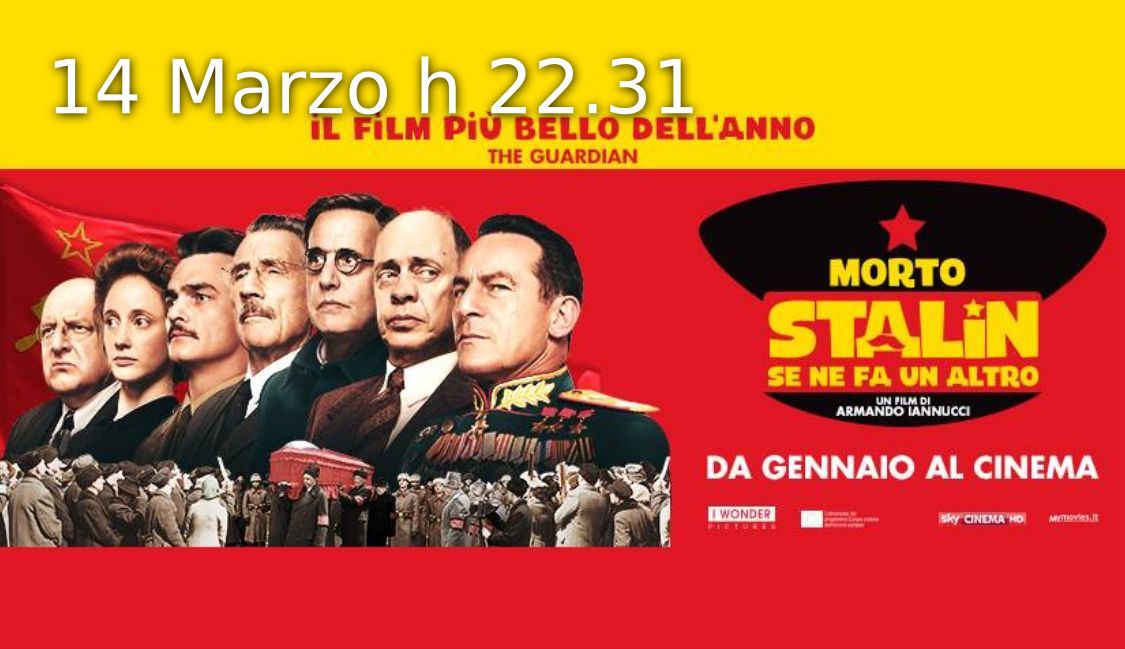 14 Marzo h 22.31
iL FiLM PiÙ BELLO DELL'ANNO
THE GUARDIAN
MORTO
STALiN
SE NE FA UN ALTRO
UN FILM DI
ARMANDO IANNUCCI
DA GENNAIO AL CINEMA
I WONDER
PICTURES
sky CINEMA HD
MYmovies.it